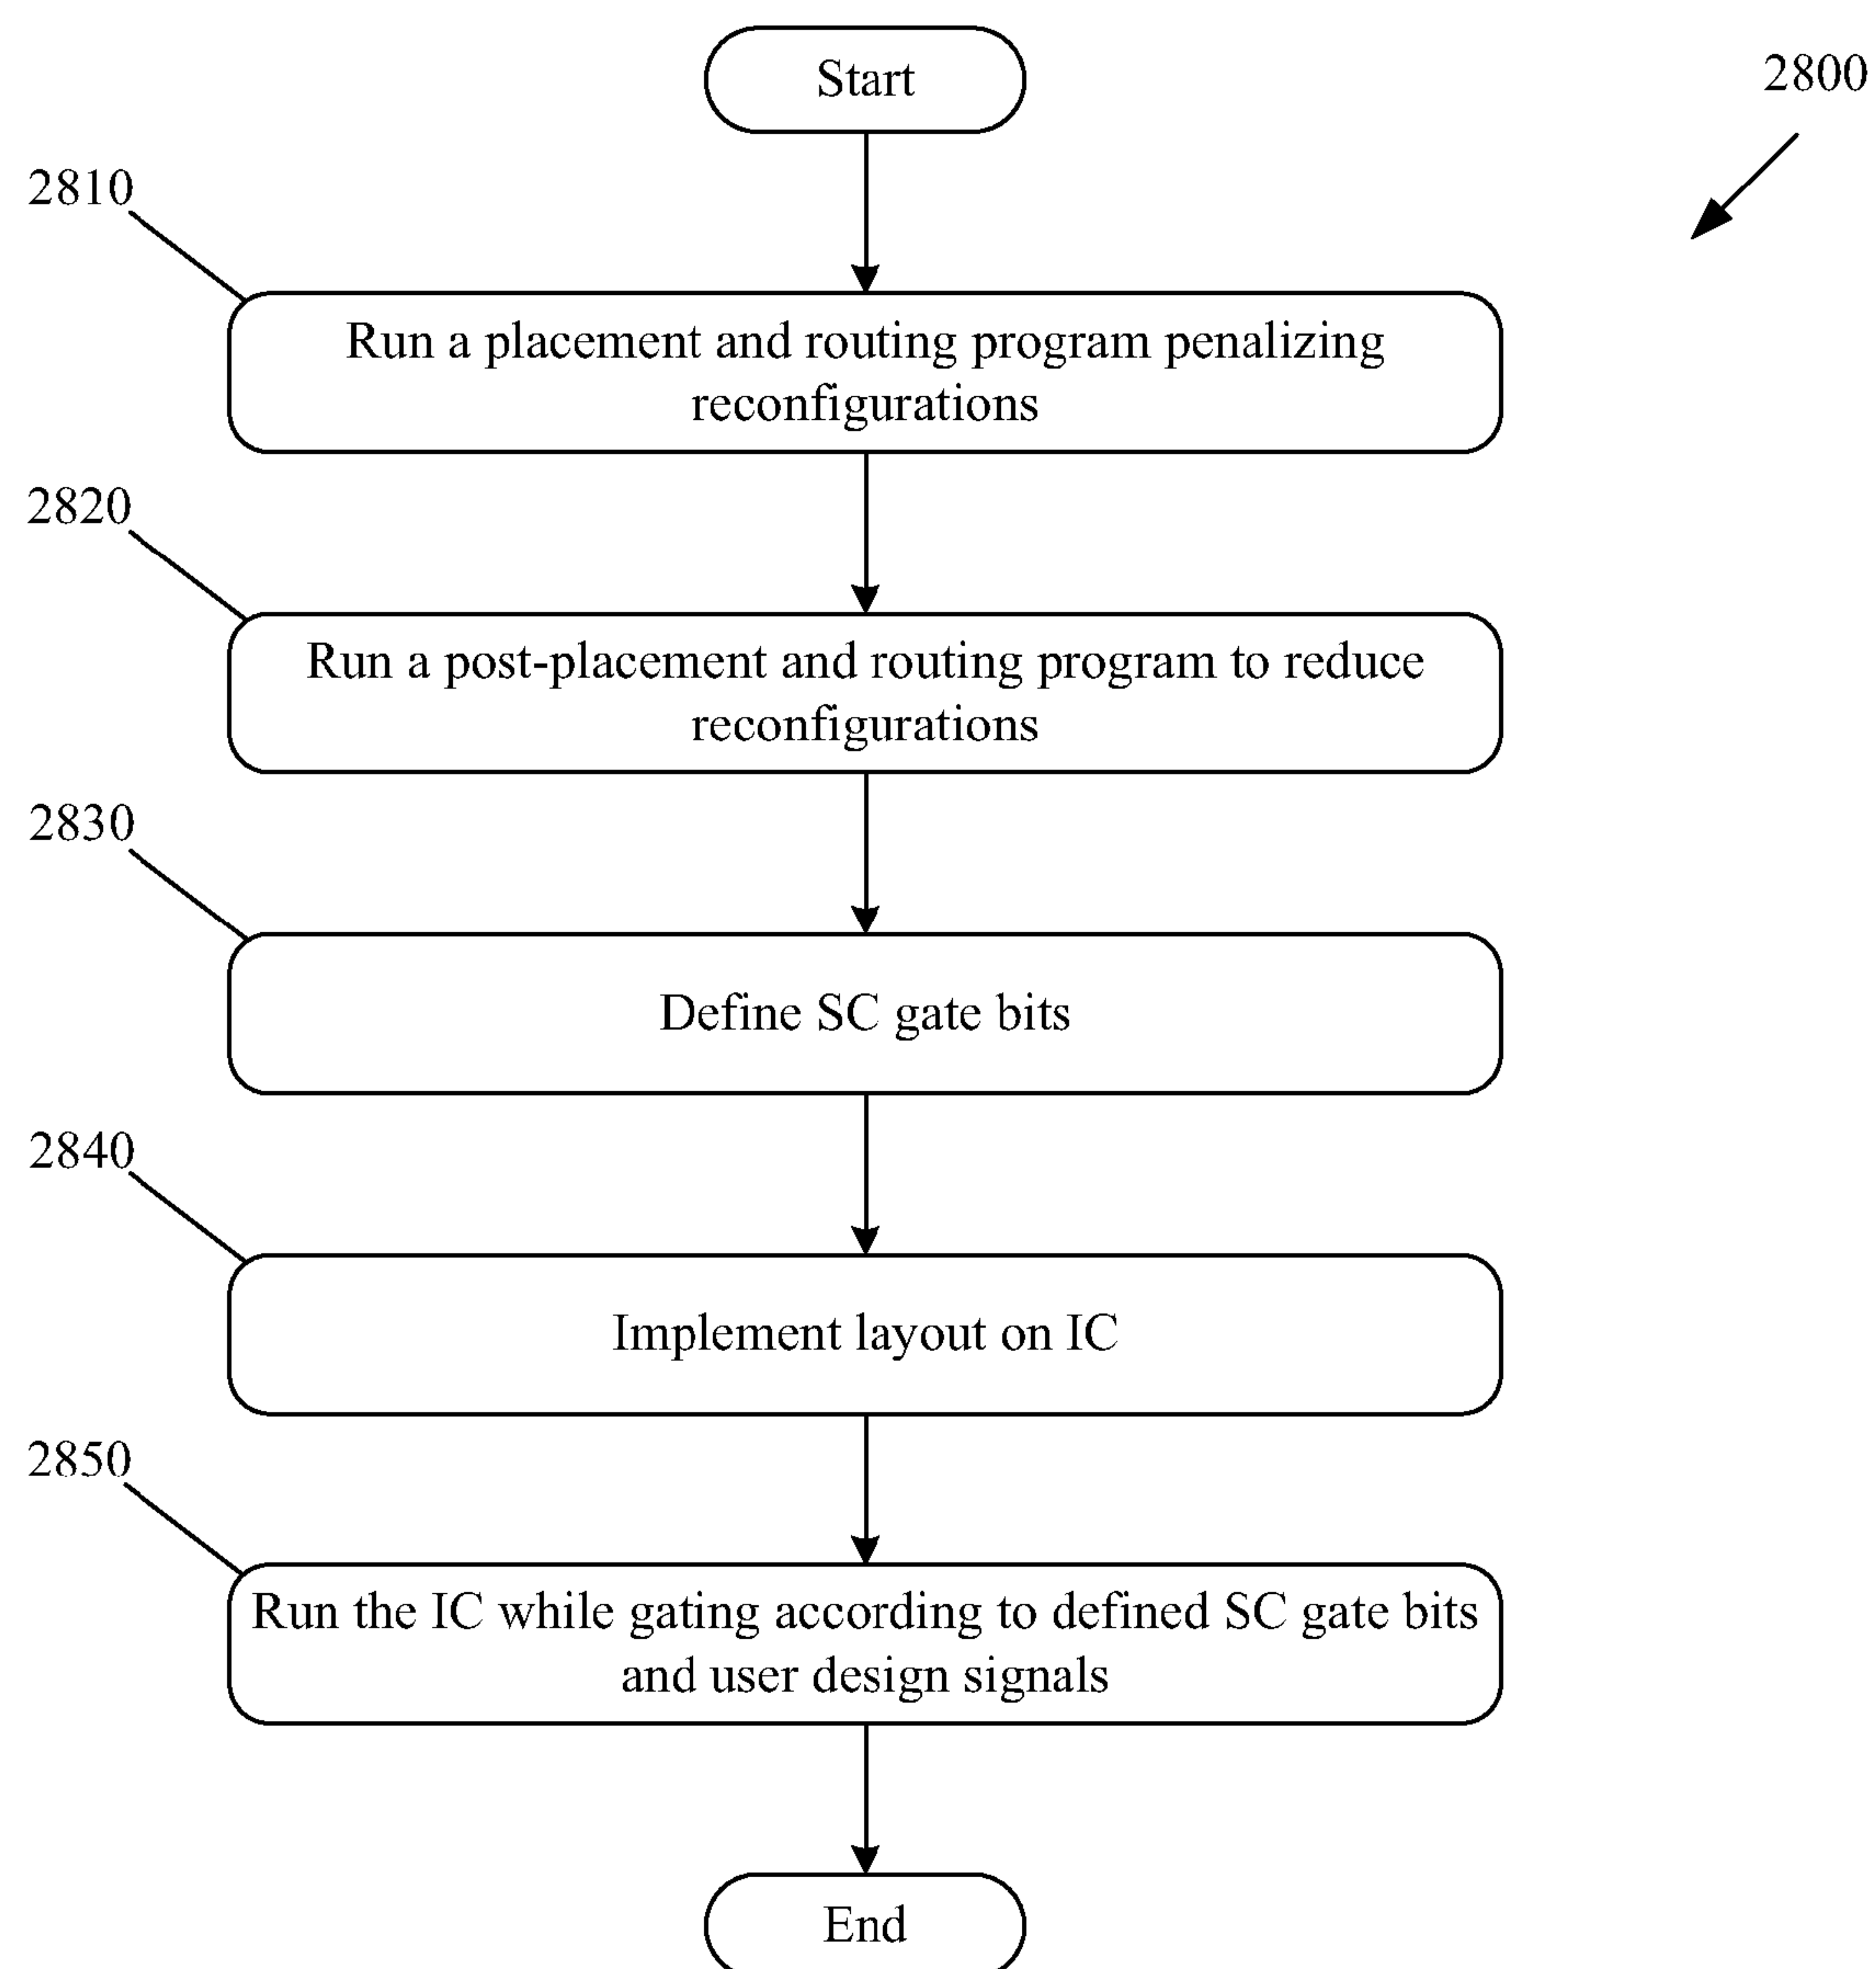 Start
2800
2810
Run a placement and routing program penalizing
reconfigurations
2820
Run a post-placement and routing program to reduce
reconfigurations
2830
Define SC gate bits
2840
Implement layout on IC
2850
Run the IC while gating according to defined SC gate bits
and user design signals
End